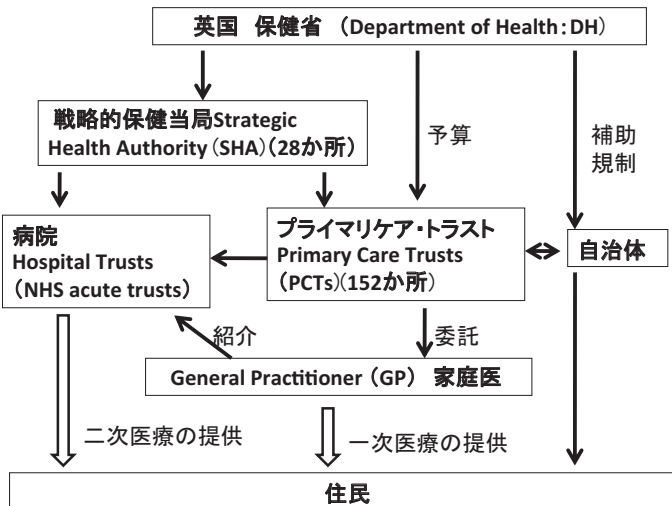 英国 保健省 (Department of Health:DH)
戦略的保健当局Strategic
Health Authority(SHA)(28か所)
予算
補助
規制
病院
Hospital Trusts
(NHS acute trusts)
プライマリケア・トラスト
Primary Care Trusts
(PCTs)(152か所)
自治体
紹介
委託
General Practitioner(GP) 家庭医
二次医療の提供
一次医療の提供
住民